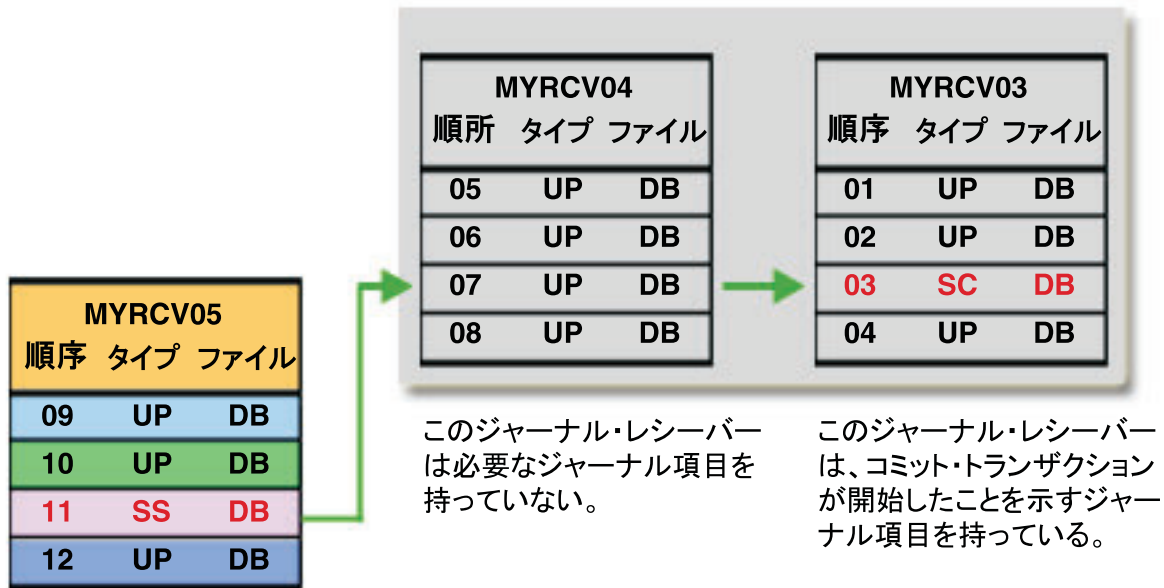 MYRCV04
順所 タイプ ファイル
05 UP DB
06 UP DB
07 UP DB
08 UP DB
MYRCV03
順序 タイプ ファイル
01 UP DB
02 UP DB
03 SC DB
04 UP DB
MYRCV05
順序 タイプ ファイル
09 UP DB
10 UP DB
11 SS DB
12 UP DB
このジャーナル・レシーバー
は必要なジャーナル項目を
持っていない。
このジャーナル・レシーバー
は、コミット・トランザクション
が開始したことを示すジャー
ナル項目を持っている。